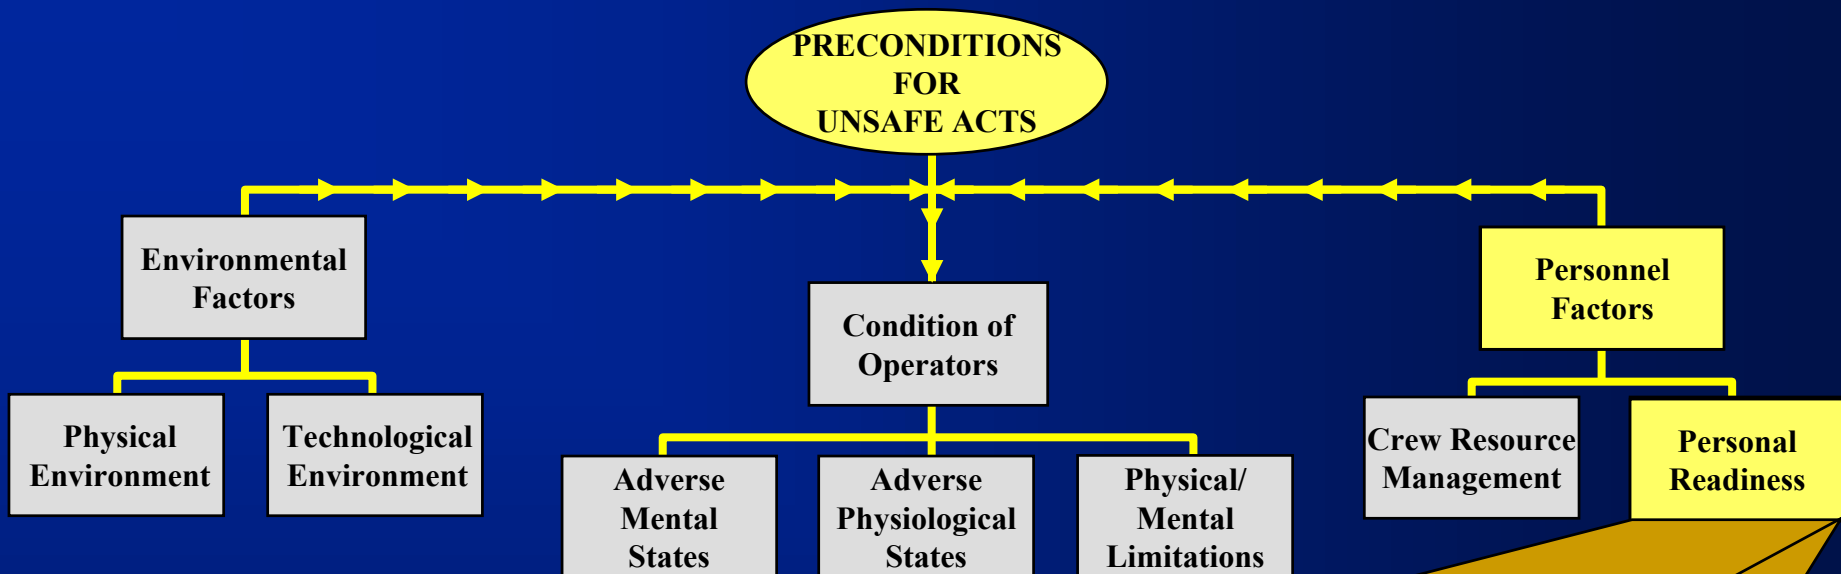 PRECONDITIONS
FOR
UNSAFE ACTS
Environmental
Factors
Condition of
Operators
Personnel
Factors
Physical
Environment
Technological
Environment
Adverse
Mental
States
Adverse
Physiological
States
Physical/
Mental
Limitations
Crew Resource
Management
Personal
Readiness